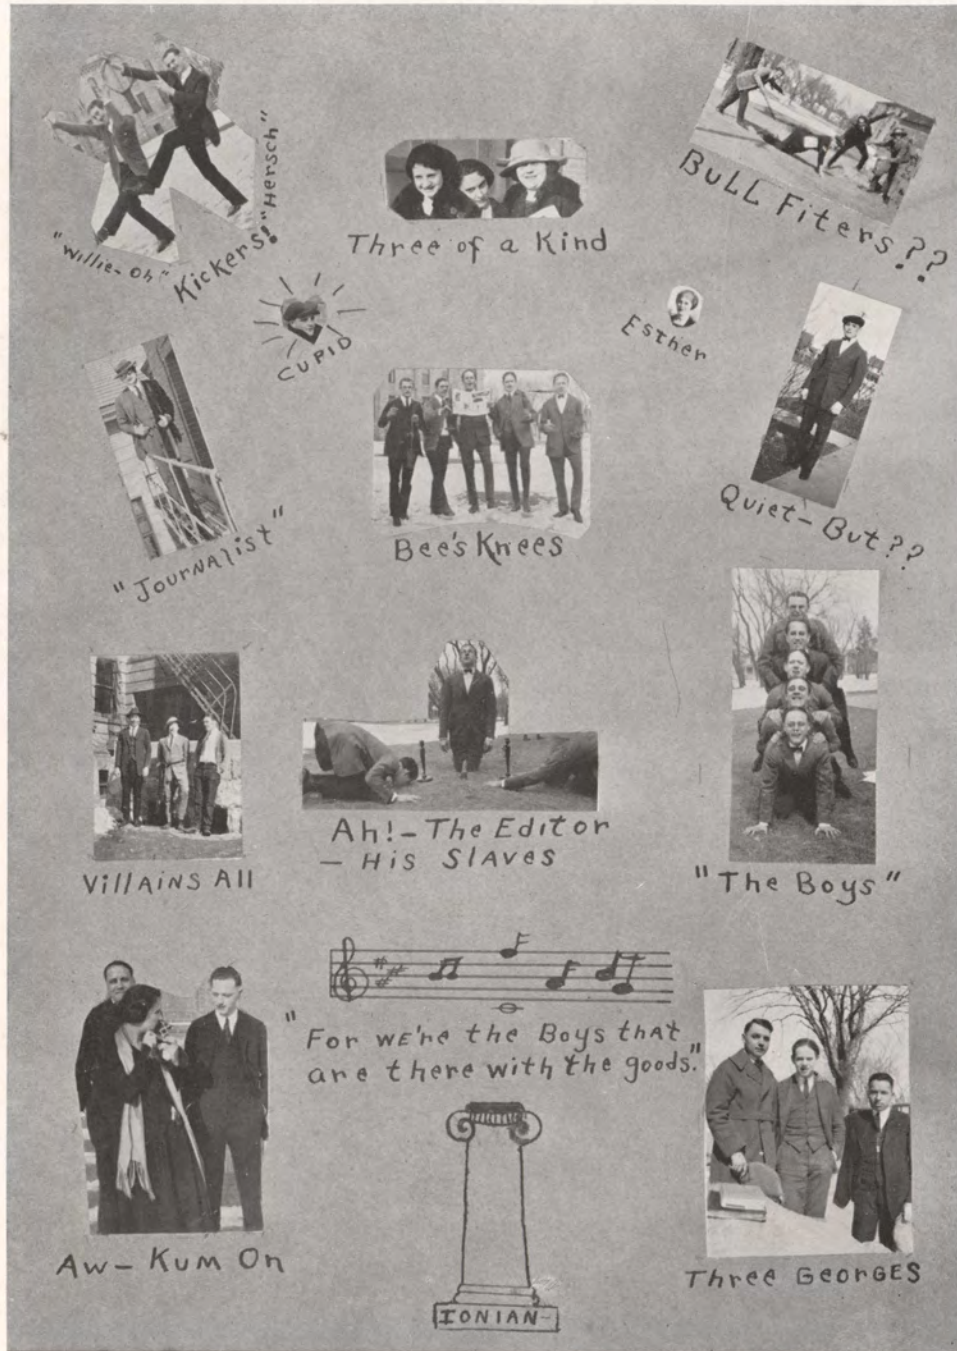 "Willie-Oh" Kickers! "Hersch"
Three of a Kind
BULL Fiters??
CUPID
Esther
"JOURNALIST"
Bee's Knees
Quiet-But??
VillAiNS All
Ah!-The Editor
- His SlAves
"The Boys"
"For we're the Boys that
are there with the goods."
Aw- Kum On
Three GeorGES
IONIAN-